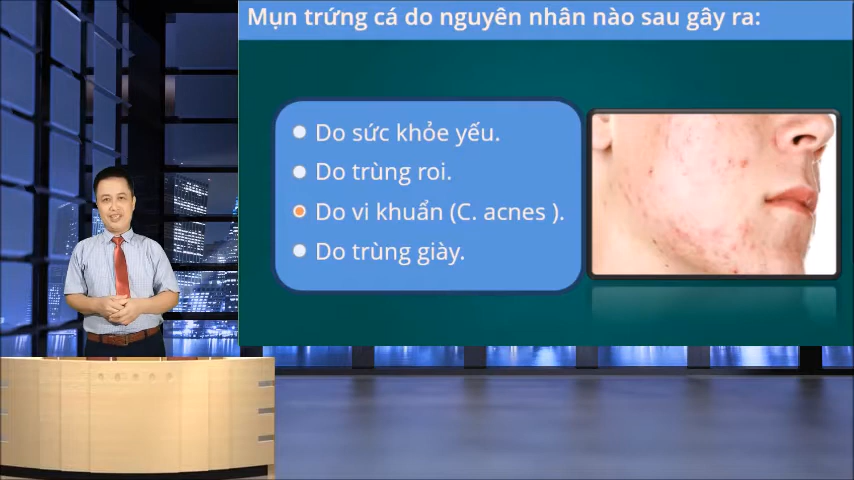 Mụn trứng cá do nguyên nhân nào sau gây ra:
Do sức khỏe yếu.
Do trùng roi.
Do vi khuẩn (C. acnes ).
Do trùng giày.